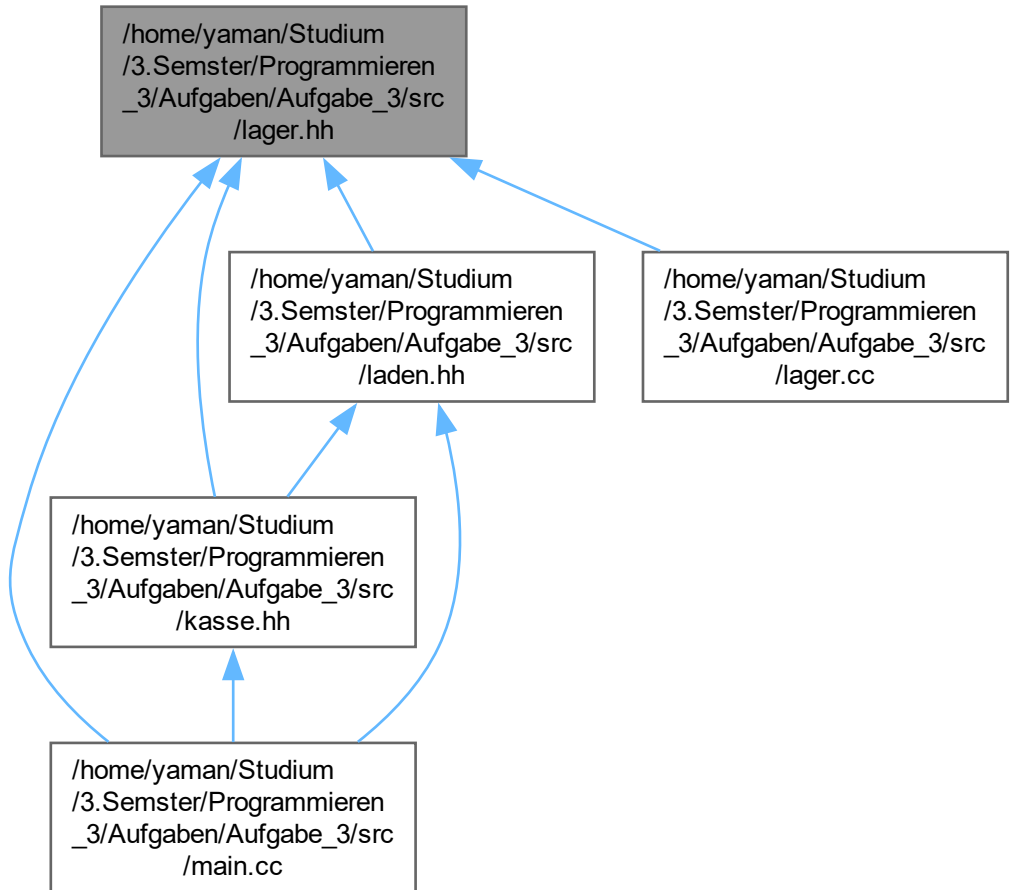 /home/yaman/Studium
/3.Semster/Programmieren
_3/Aufgaben/Aufgabe_3/src
/lager.hh
/home/yaman/Studium
/3.Semster/Programmieren
_3/Aufgaben/Aufgabe_3/src
/laden.hh
/home/yaman/Studium
/3.Semster/Programmieren
_3/Aufgaben/Aufgabe_3/src
/lager.cc
/home/yaman/Studium
/3.Semster/Programmieren
_3/Aufgaben/Aufgabe_3/src
/kasse.hh
/home/yaman/Studium
/3.Semster/Programmieren
_3/Aufgaben/Aufgabe_3/src
/main.cc